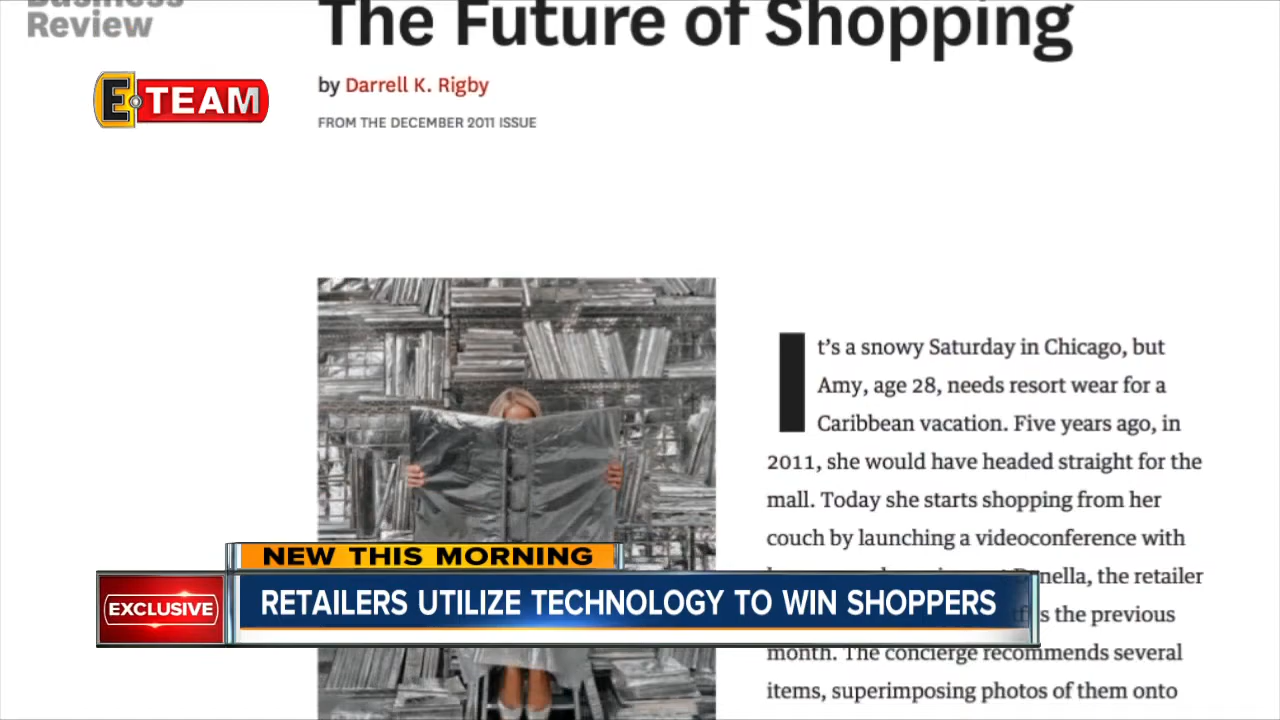 Business
Review
The Future of Shopping
E TEAM
by Darrell K. Rigby
FROM THE DECEMBER 2011 ISSUE
It’s a snowy Saturday in Chicago, but
Amy, age 28, needs resort wear for a
Caribbean vacation. Five years ago, in
2011, she would have headed straight for the
mall. Today she starts shopping from her
couch by launching a videoconference with
nella, the retailer
s the previous
month. The concierge recommends several
items, superimposing photos of them onto
NEW THIS MORNING
EXCLUSIVE
RETAILERS UTILIZE TECHNOLOGY TO WIN SHOPPERS